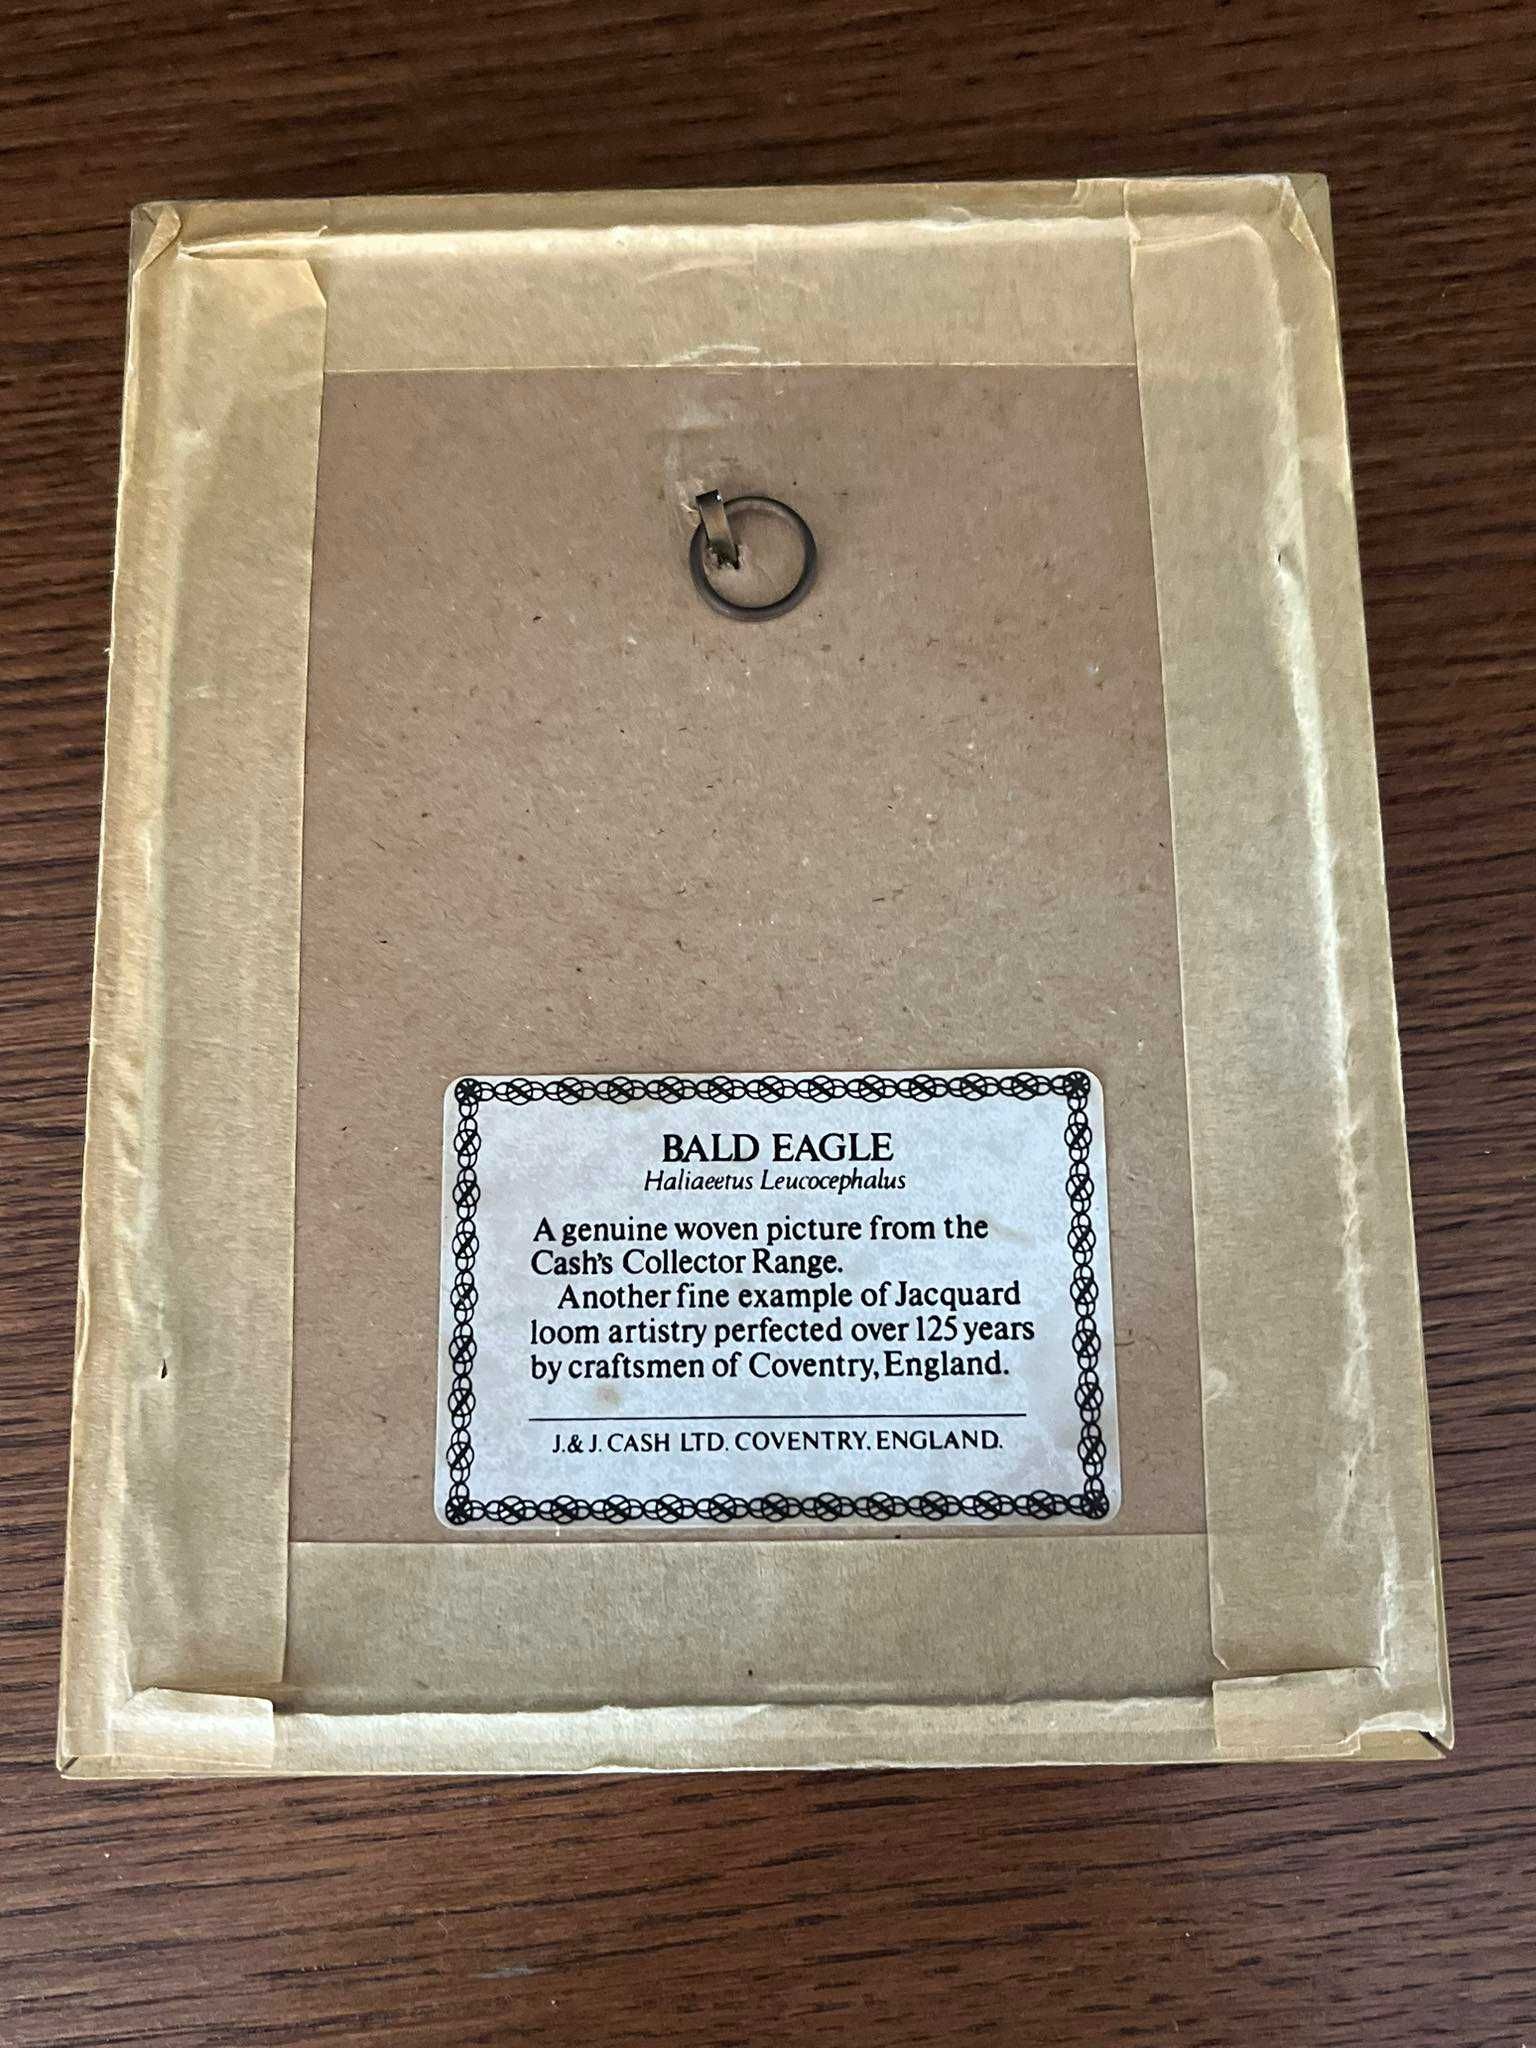 BALD EAGLE
Haliaeetus Leucocephalus
A genuine woven picture from the
Cash's Collector Range.
Another fine example of Jacquard
loom artistry perfected over 125 years
by craftsmen of Coventry, England.
J. & J. CASH LTD. COVENTRY, ENGLAND.